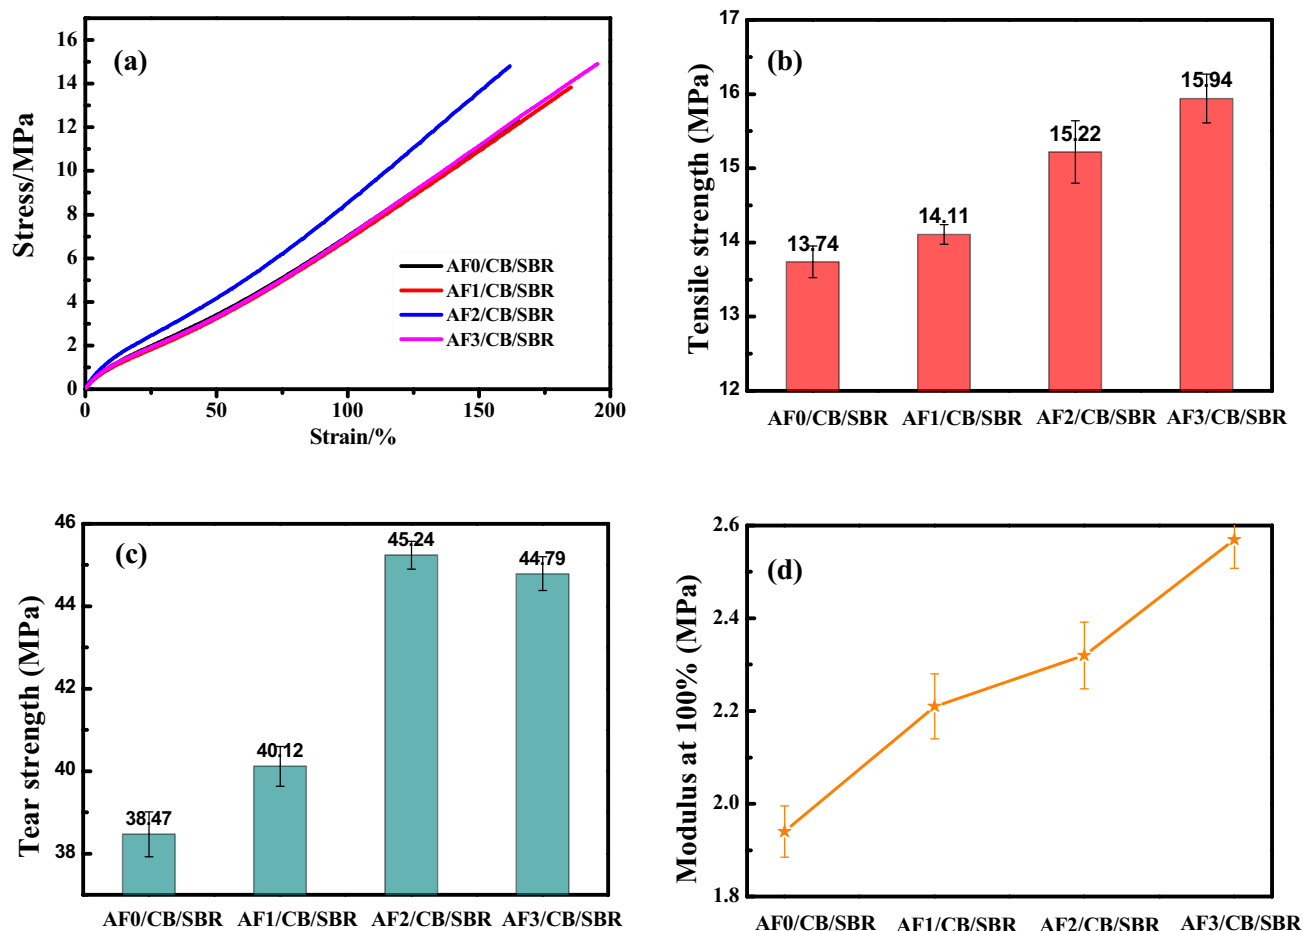 (a)
Stress/MPa
16
14
12
10
8
6
4
2
0
0
50
100
150
200
Strain/%
AF0/CB/SBR
AF1/CB/SBR
AF2/CB/SBR
AF3/CB/SBR
(b)
Tensile strength (MPa)
17
16
15
14
13
12
13.74
14.11
15.22
15.94
AF0/CB/SBR
AF1/CB/SBR
AF2/CB/SBR
AF3/CB/SBR
(c)
Tear strength (MPa)
46
44
42
40
38
38.47
40.12
45.24
44.79
AF0/CB/SBR
AF1/CB/SBR
AF2/CB/SBR
AF3/CB/SBR
(d)
Modulus at 100% (MPa)
2.6
2.4
2.2
2.0
1.8
AF0/CB/SBR
AF1/CB/SBR
AF2/CB/SBR
AF3/CB/SBR